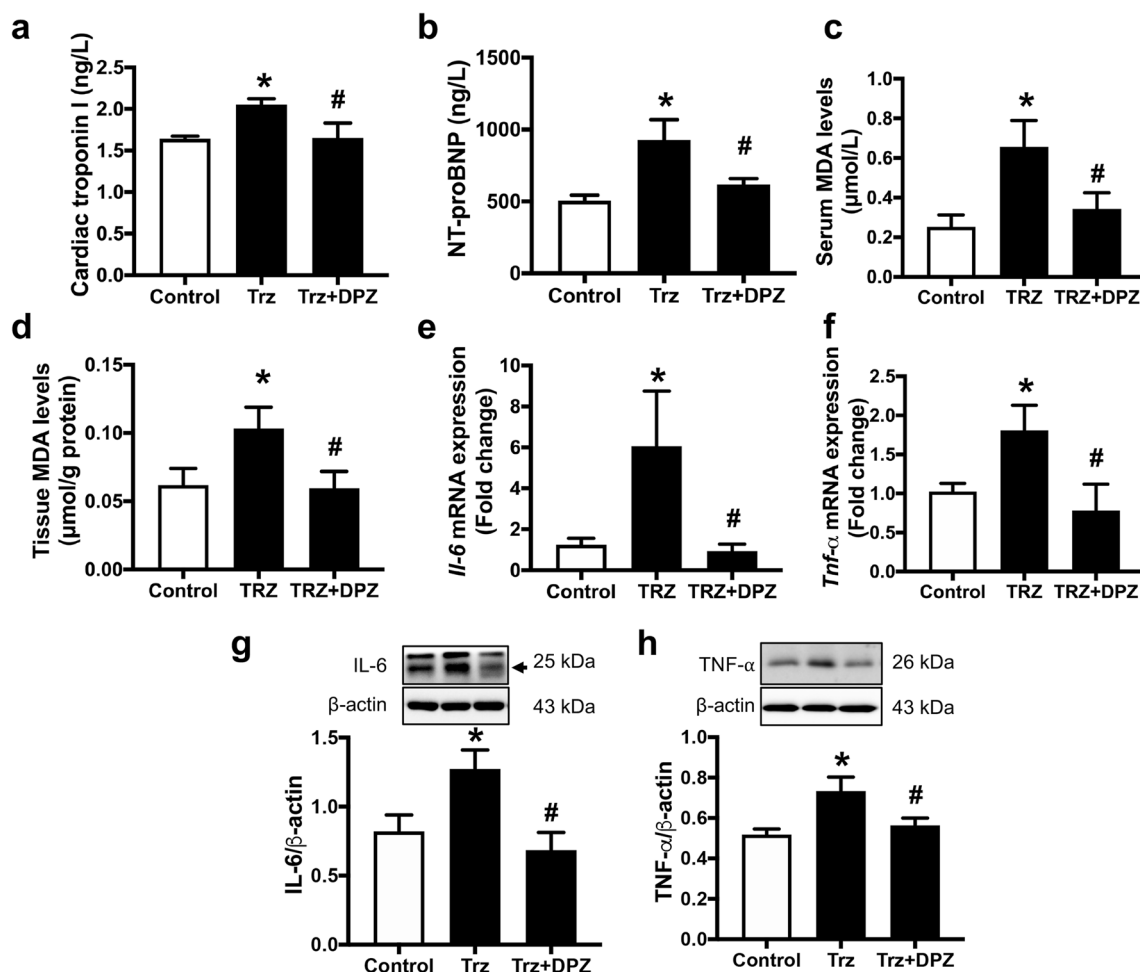 a
Cardiac troponin I (ng/L)
2.5
2.0
1.5
1.0
0.5
0.0
*
#
Control Trz Trz+DPZ
b
NT-proBNP (ng/L)
1500
1000
500
0
*
#
Control Trz Trz+DPZ
c
Serum MDA levels
(µmol/L)
1.0
0.8
0.6
0.4
0.2
0.0
*
#
Control TRZ TRZ+DPZ
d
Tissue MDA levels
(µmol/g protein)
0.15
0.10
0.05
0.00
*
#
Control TRZ TRZ+DPZ
e
Il-6 mRNA expression
(Fold change)
10
8
6
4
2
0
*
#
Control TRZ TRZ+DPZ
f
Tnf-α mRNA expression
(Fold change)
2.5
2.0
1.5
1.0
0.5
0.0
*
#
Control TRZ TRZ+DPZ
g
IL-6 25 kDa
β-actin 43 kDa
IL-6/β-actin
1.5
1.0
0.5
0.0
*
#
Control Trz Trz+DPZ
h
TNF-α 26 kDa
β-actin 43 kDa
TNF-α/β-actin
1.0
0.8
0.6
0.4
0.2
0.0
*
#
Control Trz Trz+DPZ